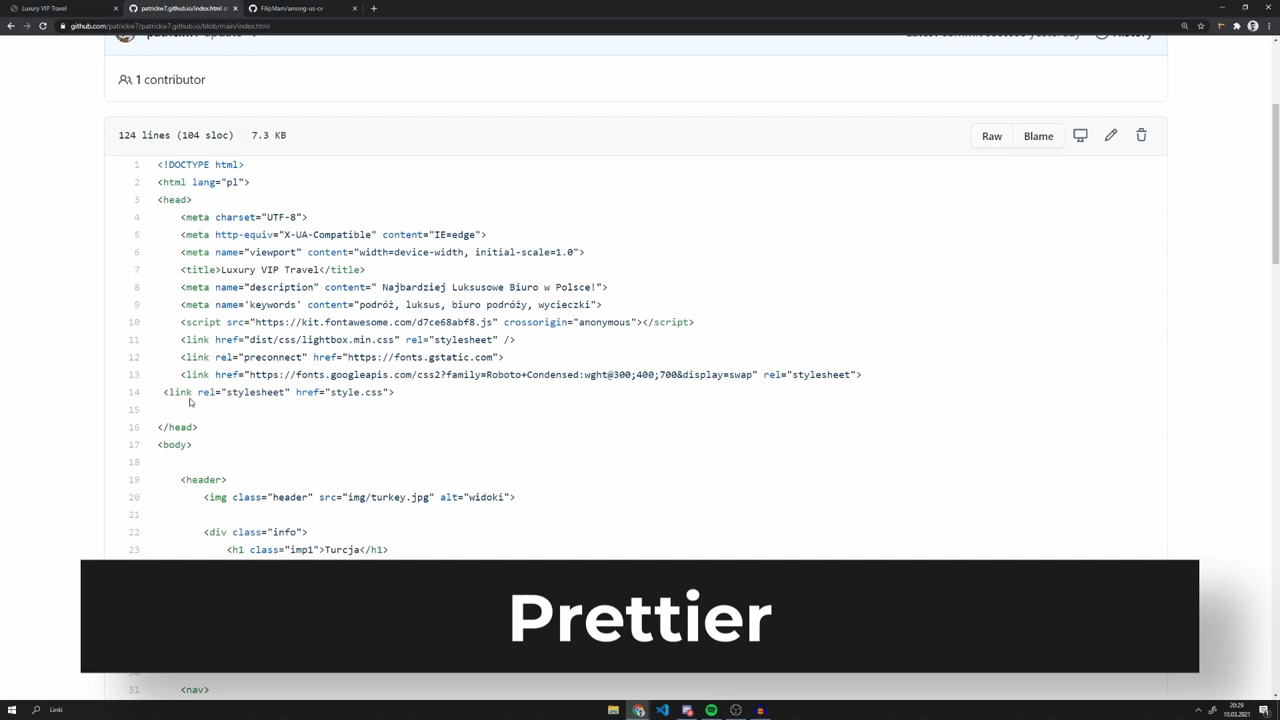 Luxury VIP Travel
patrickw7.github.io/index.html at
FilipMam/among-us-cv
github.com/patrickw7/patrickw7.github.io/blob/main/index.html
1 contributor
124 lines (104 sloc) 7.3 KB
Raw Blame
1 <!DOCTYPE html>
2 <html lang="pl">
3 <head>
4 <meta charset="UTF-8">
5 <meta http-equiv="X-UA-Compatible" content="IE=edge">
6 <meta name="viewport" content="width=device-width, initial-scale=1.0">
7 <title>Luxury VIP Travel</title>
8 <meta name="description" content=" Najbardziej Luksusowe Biuro w Polsce!">
9 <meta name='keywords' content="podróż, luksus, biuro podróży, wycieczki">
10 <script src="https://kit.fontawesome.com/d7ce68abf8.js" crossorigin="anonymous"></script>
11 <link href="dist/css/lightbox.min.css" rel="stylesheet" />
12 <link rel="preconnect" href="https://fonts.gstatic.com">
13 <link href="https://fonts.googleapis.com/css2?family=Roboto+Condensed:wght@300;400;700&display=swap" rel="stylesheet">
14 <link rel="stylesheet" href="style.css">
15
16 </head>
17 <body>
18
19 <header>
20 <img class="header" src="img/turkey.jpg" alt="widoki">
21
22 <div class="info">
23 <h1 class="imp1">Turcja</h1>
Prettier
31 <nav>
Linki
20:29
10.03.2021